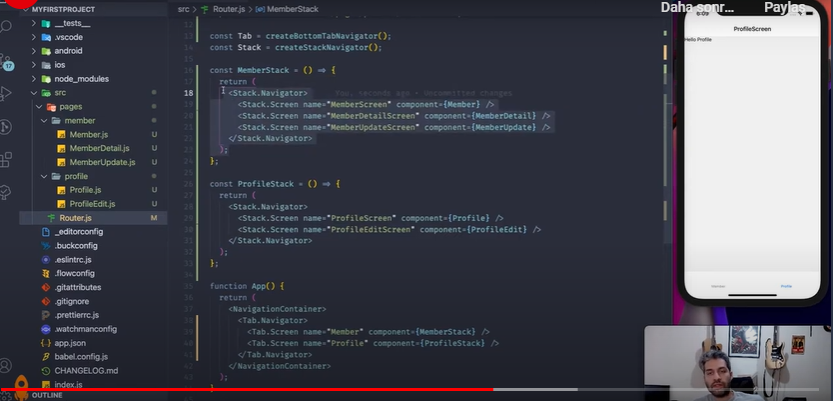 MYFIRSTPROJECT
__tests__
.vscode
android
ios
node_modules
src
pages
member
Member.js U
MemberDetail.js U
MemberUpdate.js U
profile
Profile.js U
ProfileEdit.js U
Router.js M
_editorconfig
.buckconfig
.eslintrc.js
.flowconfig
.gitattributes
.gitignore
.prettierrc.js
.watchmanconfig
app.json
babel.config.js
CHANGELOG.md
index.js
OUTLINE
17
src > Router.js > MemberStack
12
13 const Tab = createBottomTabNavigator();
14 const Stack = createStackNavigator();
15
16 const MemberStack = () => {
17 return (
18 <Stack.Navigator> You, seconds ago • Uncommitted changes
19 <Stack.Screen name="MemberScreen" component={Member} />
20 <Stack.Screen name="MemberDetailScreen" component={MemberDetail} />
21 <Stack.Screen name="MemberUpdateScreen" component={MemberUpdate} />
22 </Stack.Navigator>
23 );
24 };
25
26 const ProfileStack = () => {
27 return (
28 <Stack.Navigator>
29 <Stack.Screen name="ProfileScreen" component={Profile} />
30 <Stack.Screen name="ProfileEditScreen" component={ProfileEdit} />
31 </Stack.Navigator>
32 );
33 };
34
35 function App() {
36 return (
37 <NavigationContainer>
38 <Tab.Navigator>
39 <Tab.Screen name="Member" component={MemberStack} />
40 <Tab.Screen name="Profile" component={ProfileStack} />
41 </Tab.Navigator>
42 </NavigationContainer>
43 );
Daha sonr... Paylaş
ProfileScreen
Hello Profile
Member Profile